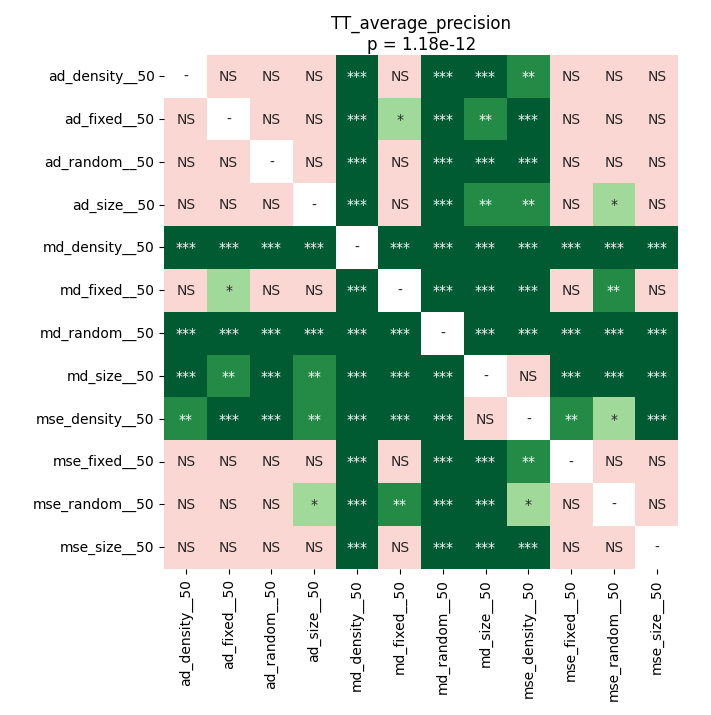 TT_average_precision
p = 1.18e-12
ad_density__50 - NS NS NS *** NS *** *** ** NS NS NS
ad_fixed__50 NS - NS NS *** * *** ** *** NS NS NS
ad_random__50 NS NS - NS *** NS *** *** *** NS NS NS
ad_size__50 NS NS NS - *** NS *** ** ** NS * NS
md_density__50 *** *** *** *** - *** *** *** *** *** *** ***
md_fixed__50 NS * NS NS *** - *** *** *** NS ** NS
md_random__50 *** *** *** *** *** *** - *** *** *** *** ***
md_size__50 *** ** *** ** *** *** *** - NS *** *** ***
mse_density__50 ** *** *** ** *** *** *** NS - ** * ***
mse_fixed__50 NS NS NS NS *** NS *** *** ** - NS NS
mse_random__50 NS NS NS * *** ** *** *** * NS - NS
mse_size__50 NS NS NS NS *** NS *** *** *** NS NS -
ad_density__50
ad_fixed__50
ad_random__50
ad_size__50
md_density__50
md_fixed__50
md_random__50
md_size__50
mse_density__50
mse_fixed__50
mse_random__50
mse_size__50